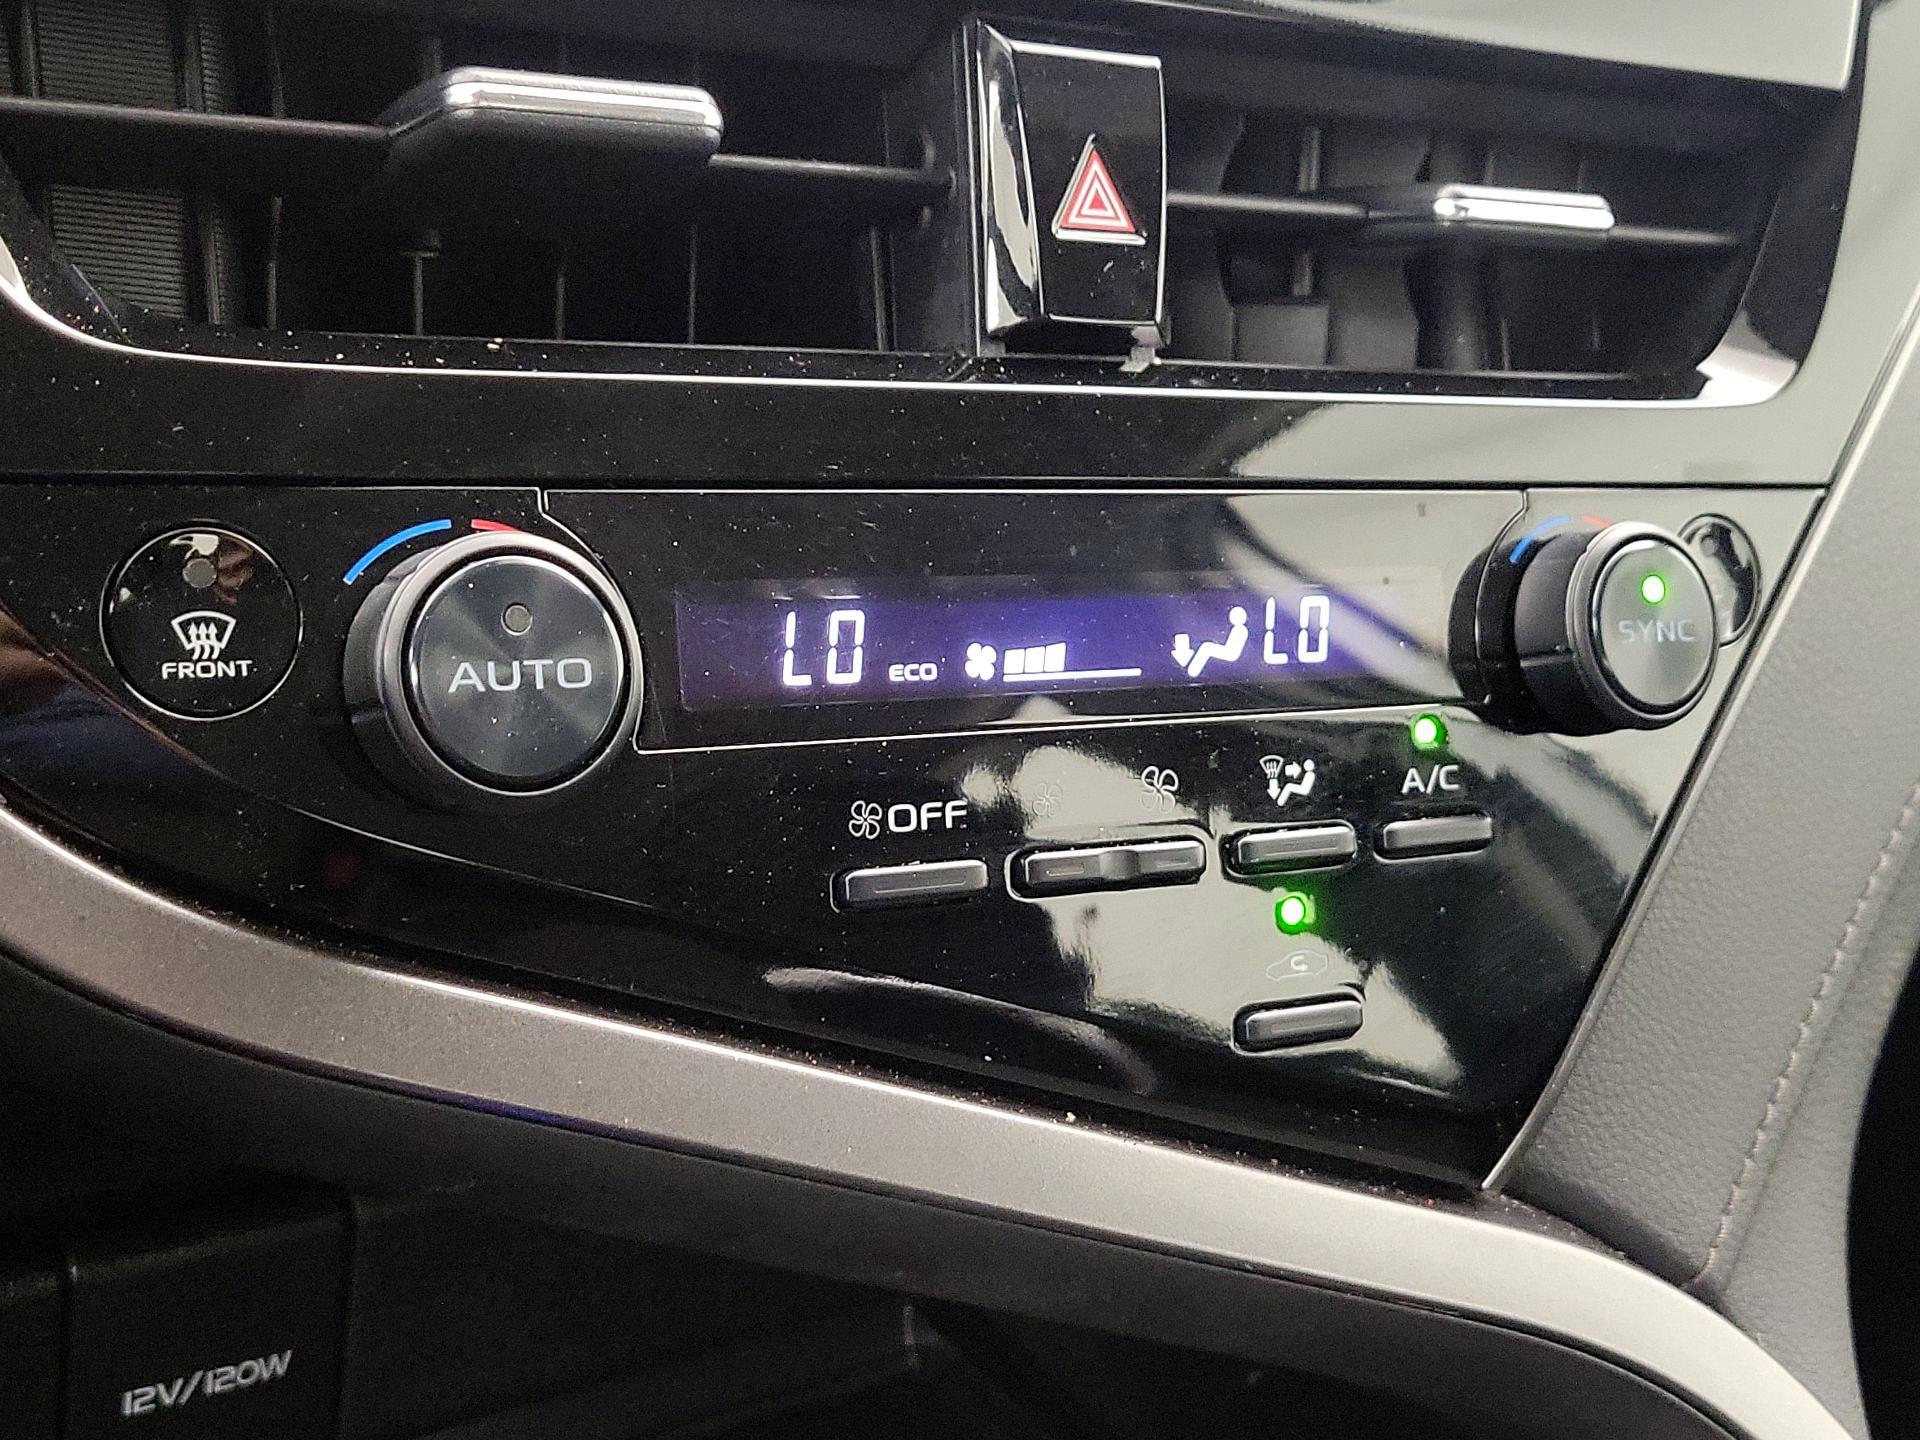 FRONT
AUTO
LO
ECO
LO
SYNC
OFF
A/C
12V/120W